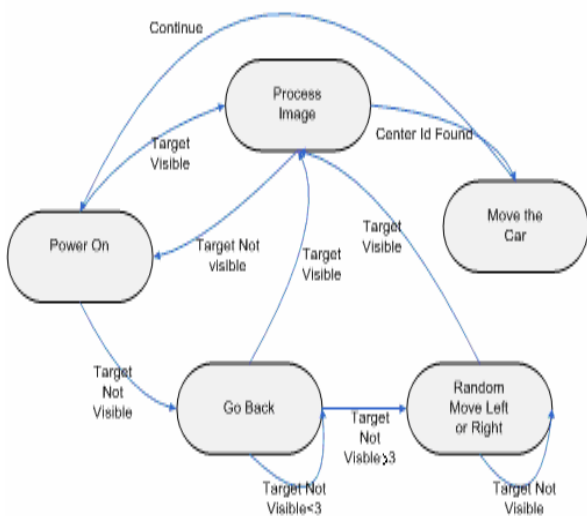 Continue
Process
Image
Center Id Found
Target
Visible
Move the
Car
Power On
Target Not
visible
Target
Visible
Target
Visible
Target
Not
Visible
Go Back
Target
Not
Visble>3
Random
Move Left
or Right
Target Not
Visible<3
Target Not
Visible